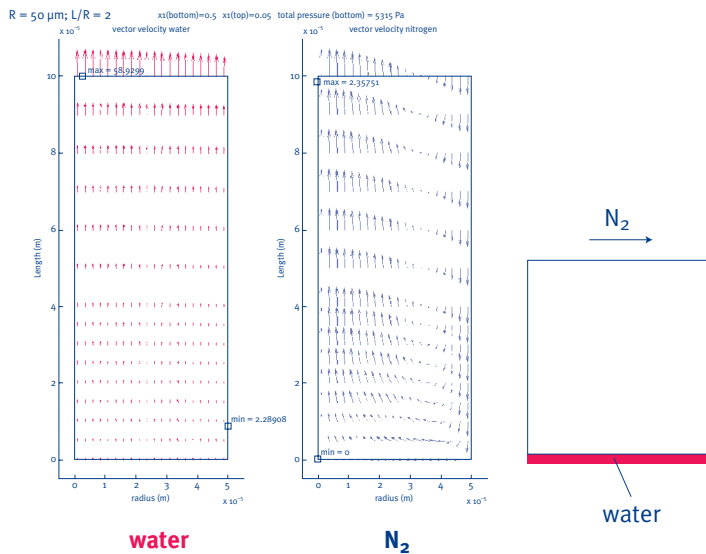 R = 50 µm; L/R = 2
x1(bottom)=0.5 x1(top)=0.05 total pressure (bottom) = 5315 Pa
x 10⁻⁵ vector velocity water
max = 58.9299
10
8
6
4
2
0
Length (m)
min = 2.28908
0 1 2 3 4 5
radius (m) x 10⁻⁵
water
x 10⁻⁵ vector velocity nitrogen
max = 2.35751
10
8
6
4
2
0
Length (m)
min = 0
0 1 2 3 4 5
radius (m) x 10⁻⁵
N₂
N₂
water